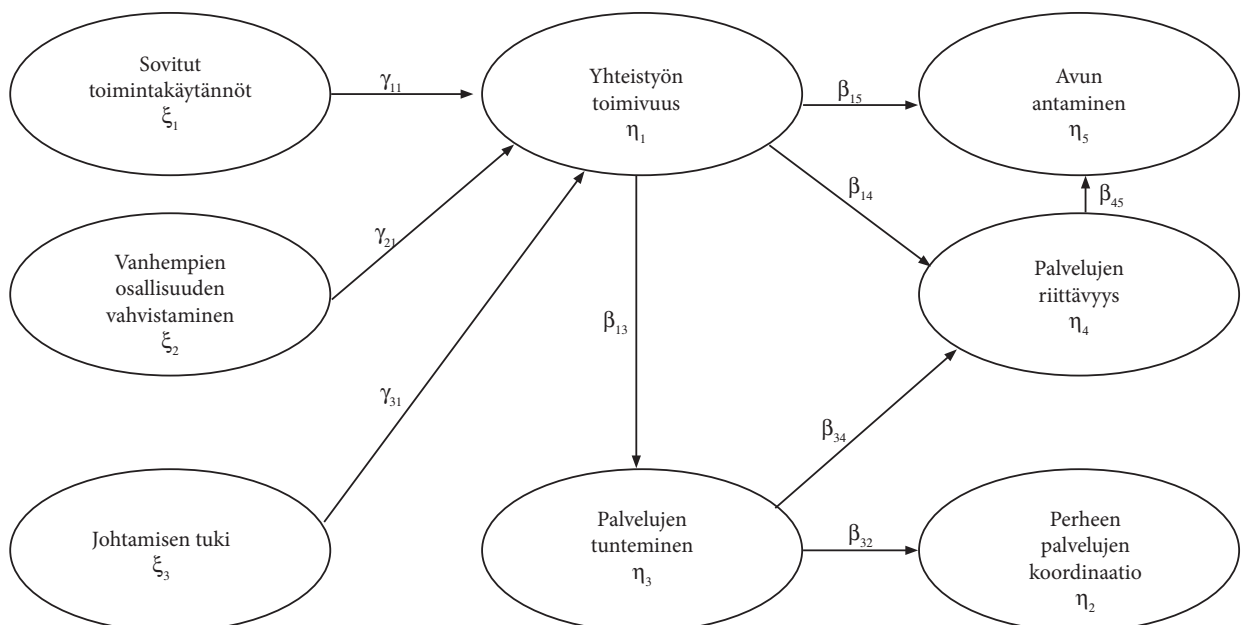 Sovitut
toimintakäytännöt
ξ₁
γ₁₁
Yhteistyön
toimivuus
η₁
β₁₅
Avun
antaminen
η₅
β₁₄
β₄₅
Vanhempien
osallisuuden
vahvistaminen
ξ₂
γ₂₁
Palvelujen
riittävyys
η₄
β₁₃
γ₃₁
β₃₄
Johtamisen tuki
ξ₃
Palvelujen
tunteminen
η₃
β₃₂
Perheen
palvelujen
koordinaatio
η₂